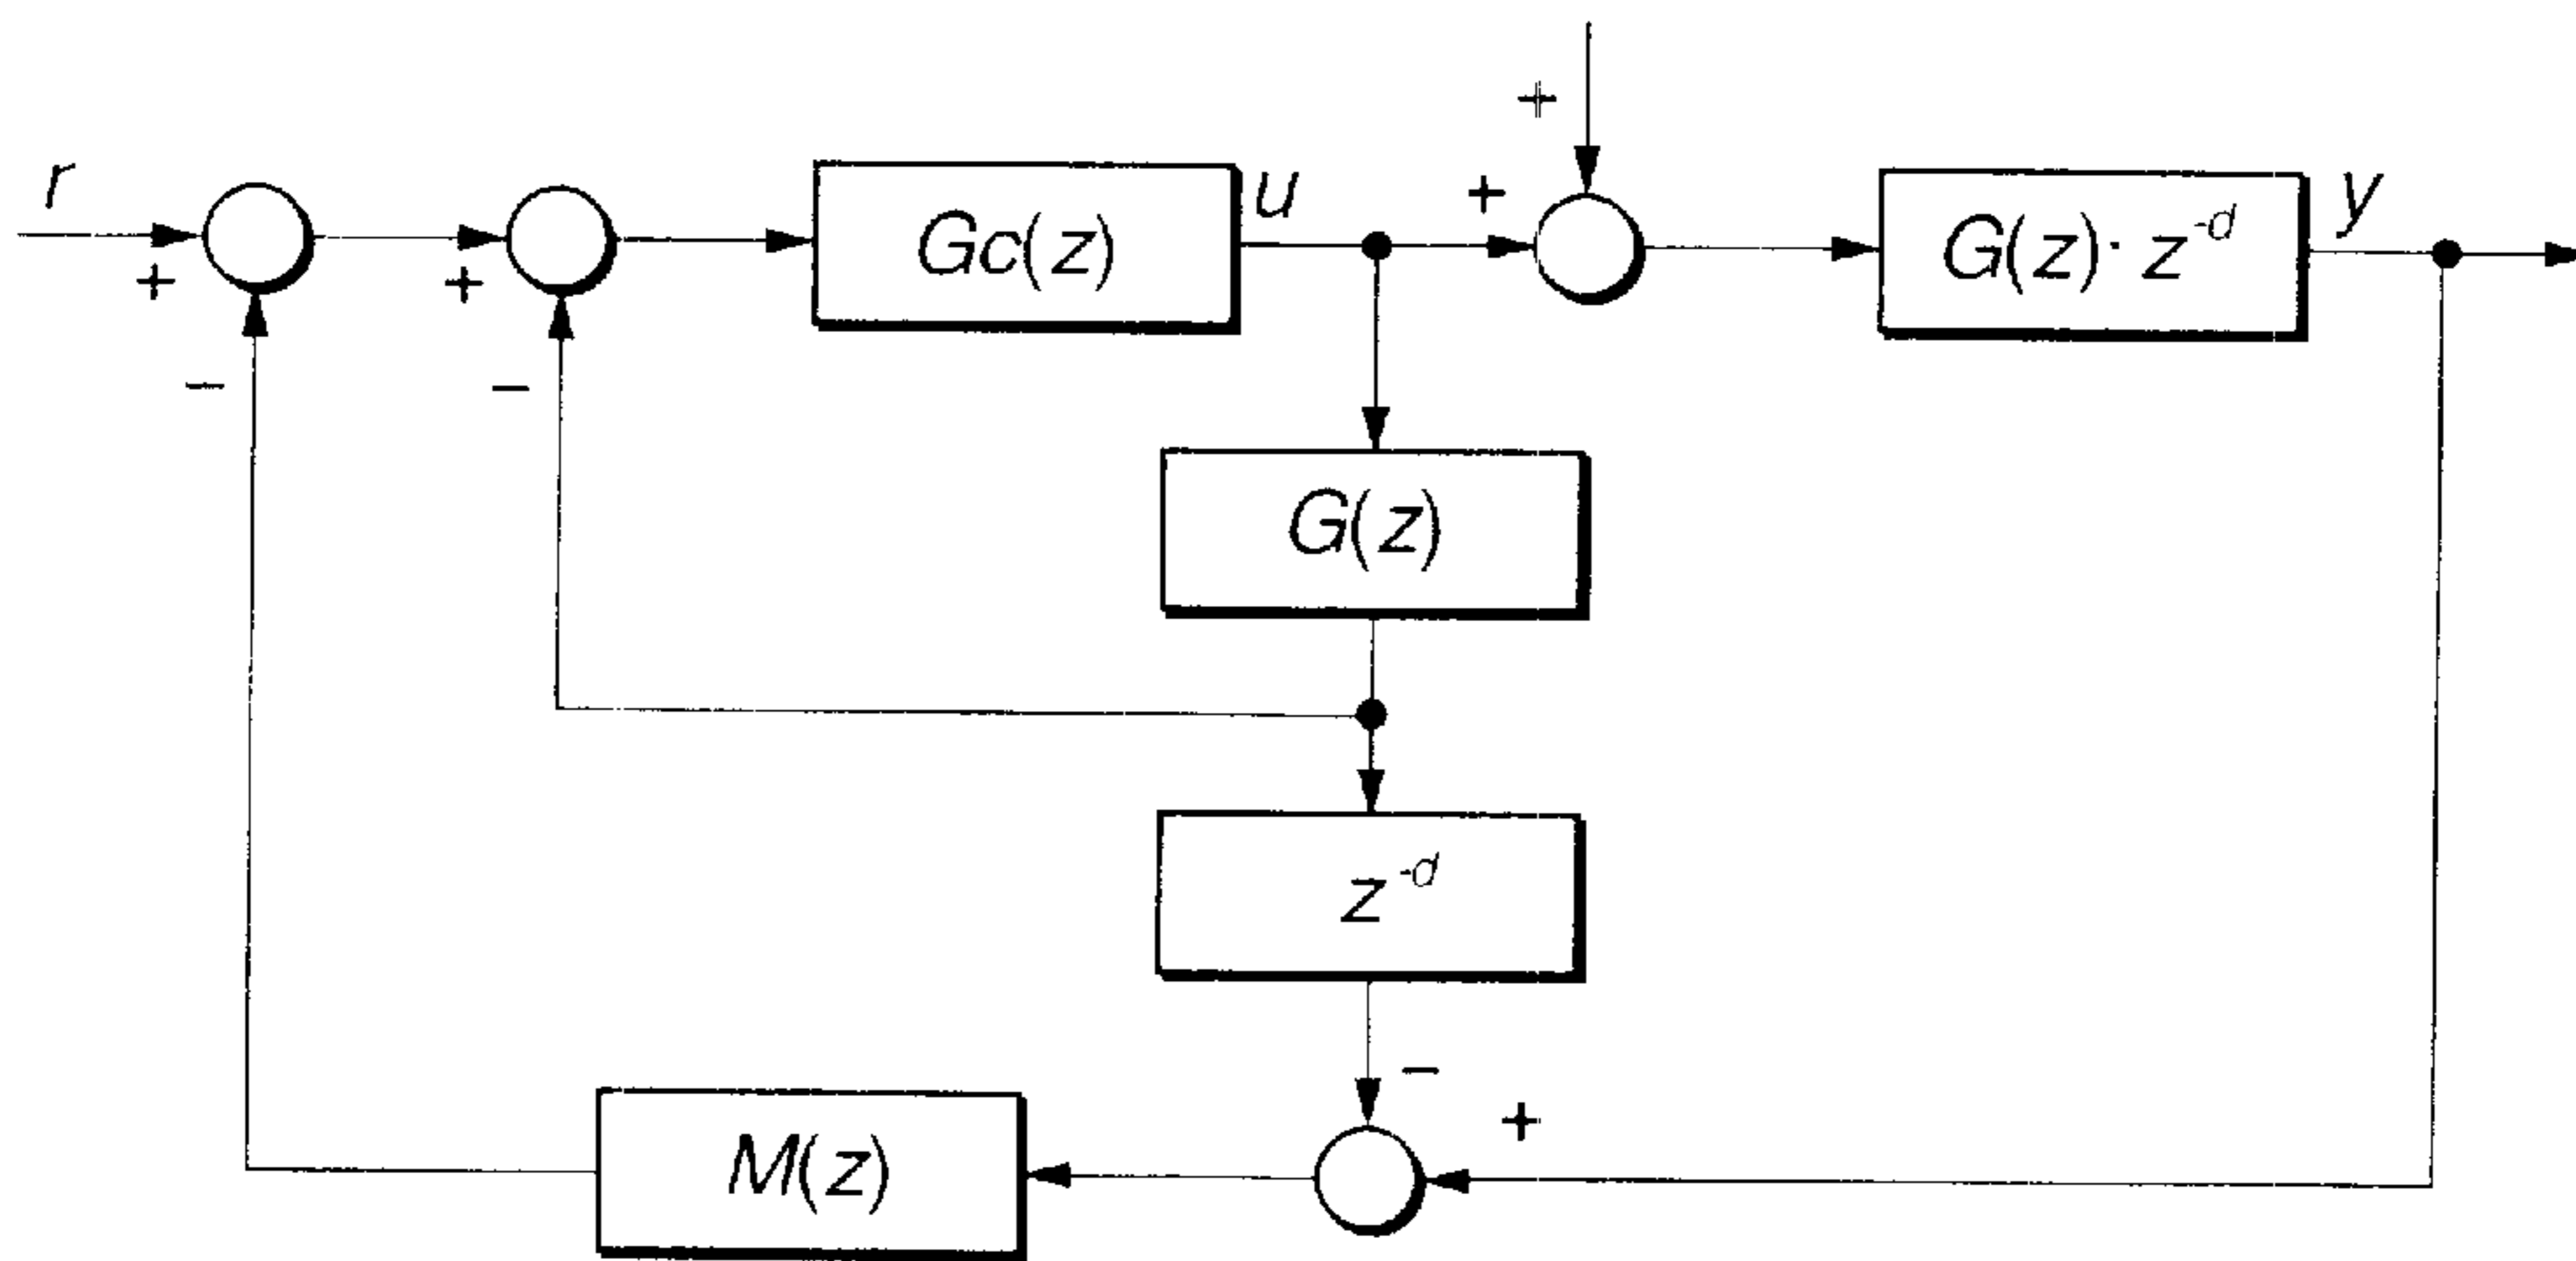 +
r
+
−
+
−
Gc(z)
u
+
G(z)· z^-d
y
G(z)
z^-d
−
+
M(z)